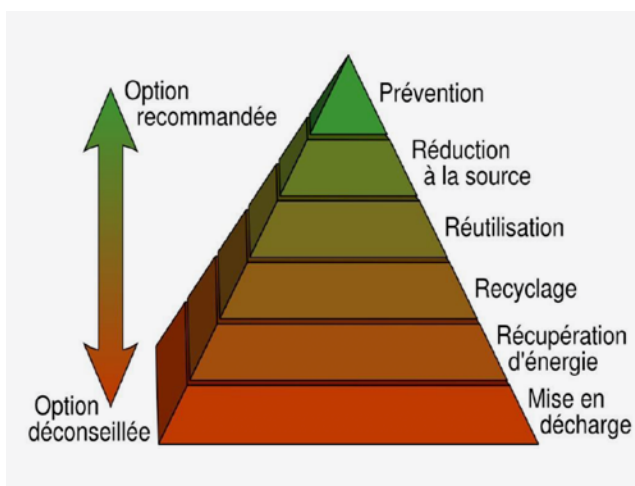 Option
recommandée
Prévention
Réduction
à la source
Réutilisation
Recyclage
Récupération
d'énergie
Option
déconseillée
Mise en
décharge